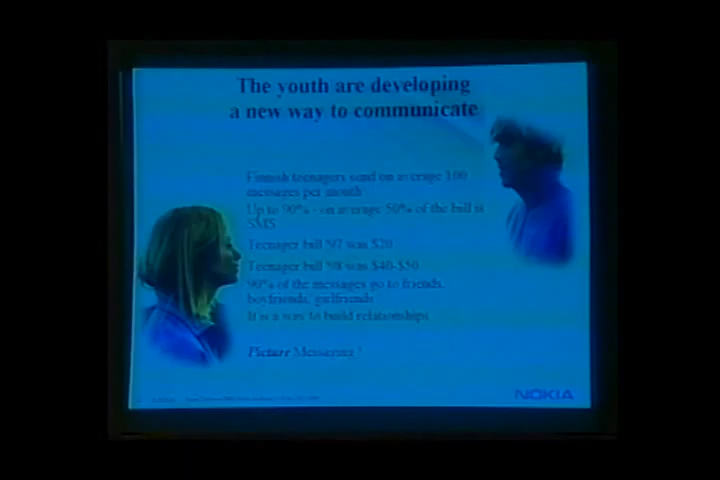 The youth are developing
a new way to communicate
Finnish teenagers send on average 100
messages per month
Up to 90% - on average 50% of the bill is
SMS
Teenager bill 97 was $20
Teenager bill 98 was $40-$50
90% of the messages go to friends,
boyfriends, girlfriends
It is a way to build relationships
Picture Messaging !
NOKIA